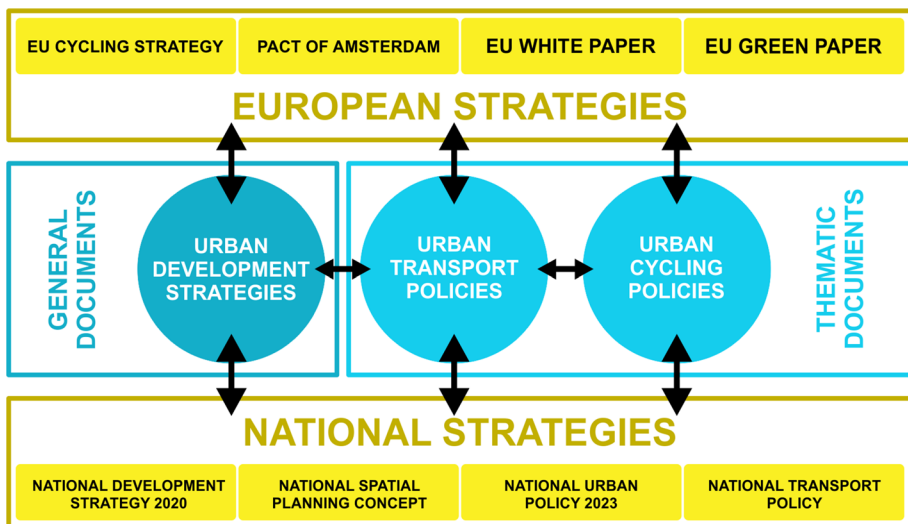 EU CYCLING STRATEGY
PACT OF AMSTERDAM
EU WHITE PAPER
EU GREEN PAPER
EUROPEAN STRATEGIES
GENERAL
DOCUMENTS
URBAN
DEVELOPMENT
STRATEGIES
URBAN
TRANSPORT
POLICIES
URBAN
CYCLING
POLICIES
THEMATIC
DOCUMENTS
NATIONAL STRATEGIES
NATIONAL DEVELOPMENT
STRATEGY 2020
NATIONAL SPATIAL
PLANNING CONCEPT
NATIONAL URBAN
POLICY 2023
NATIONAL TRANSPORT
POLICY